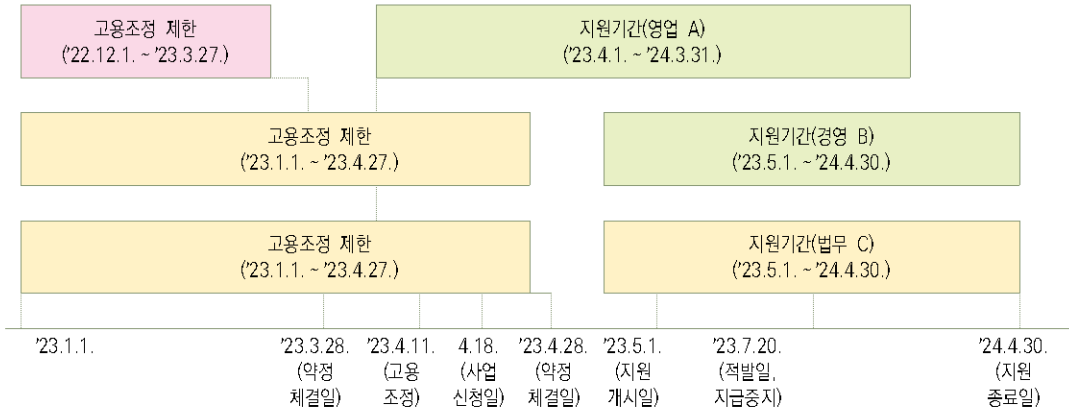 고용조정 제한
('22.12.1. ~ '23.3.27.)
지원기간(영업 A)
('23.4.1. ~ '24.3.31.)
고용조정 제한
('23.1.1. ~ '23.4.27.)
지원기간(경영 B)
('23.5.1. ~ '24.4.30.)
고용조정 제한
('23.1.1. ~ '23.4.27.)
지원기간(법무 C)
('23.5.1. ~ '24.4.30.)
'23.1.1.
'23.3.28.
(약정
체결일)
'23.4.11.
(고용
조정)
4.18.
(사업
신청일)
'23.4.28.
(약정
체결일)
'23.5.1.
(지원
개시일)
'23.7.20.
(적발일,
지급중지)
'24.4.30.
(지원
종료일)